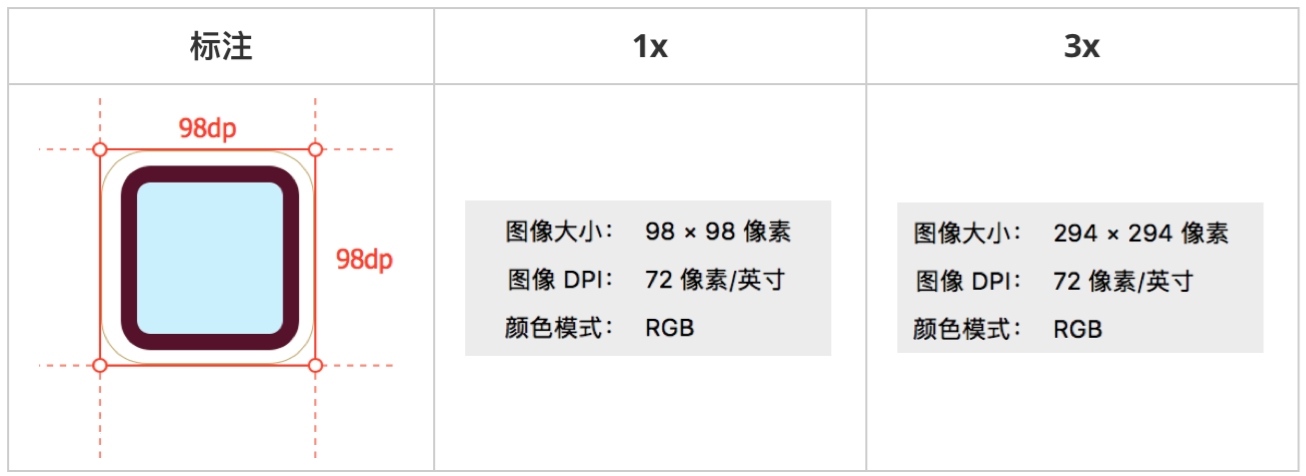 标注
1x
3x
98dp
98dp
图像大小: 98 × 98 像素
图像 DPI: 72 像素/英寸
颜色模式: RGB
图像大小: 294 × 294 像素
图像 DPI: 72 像素/英寸
颜色模式: RGB